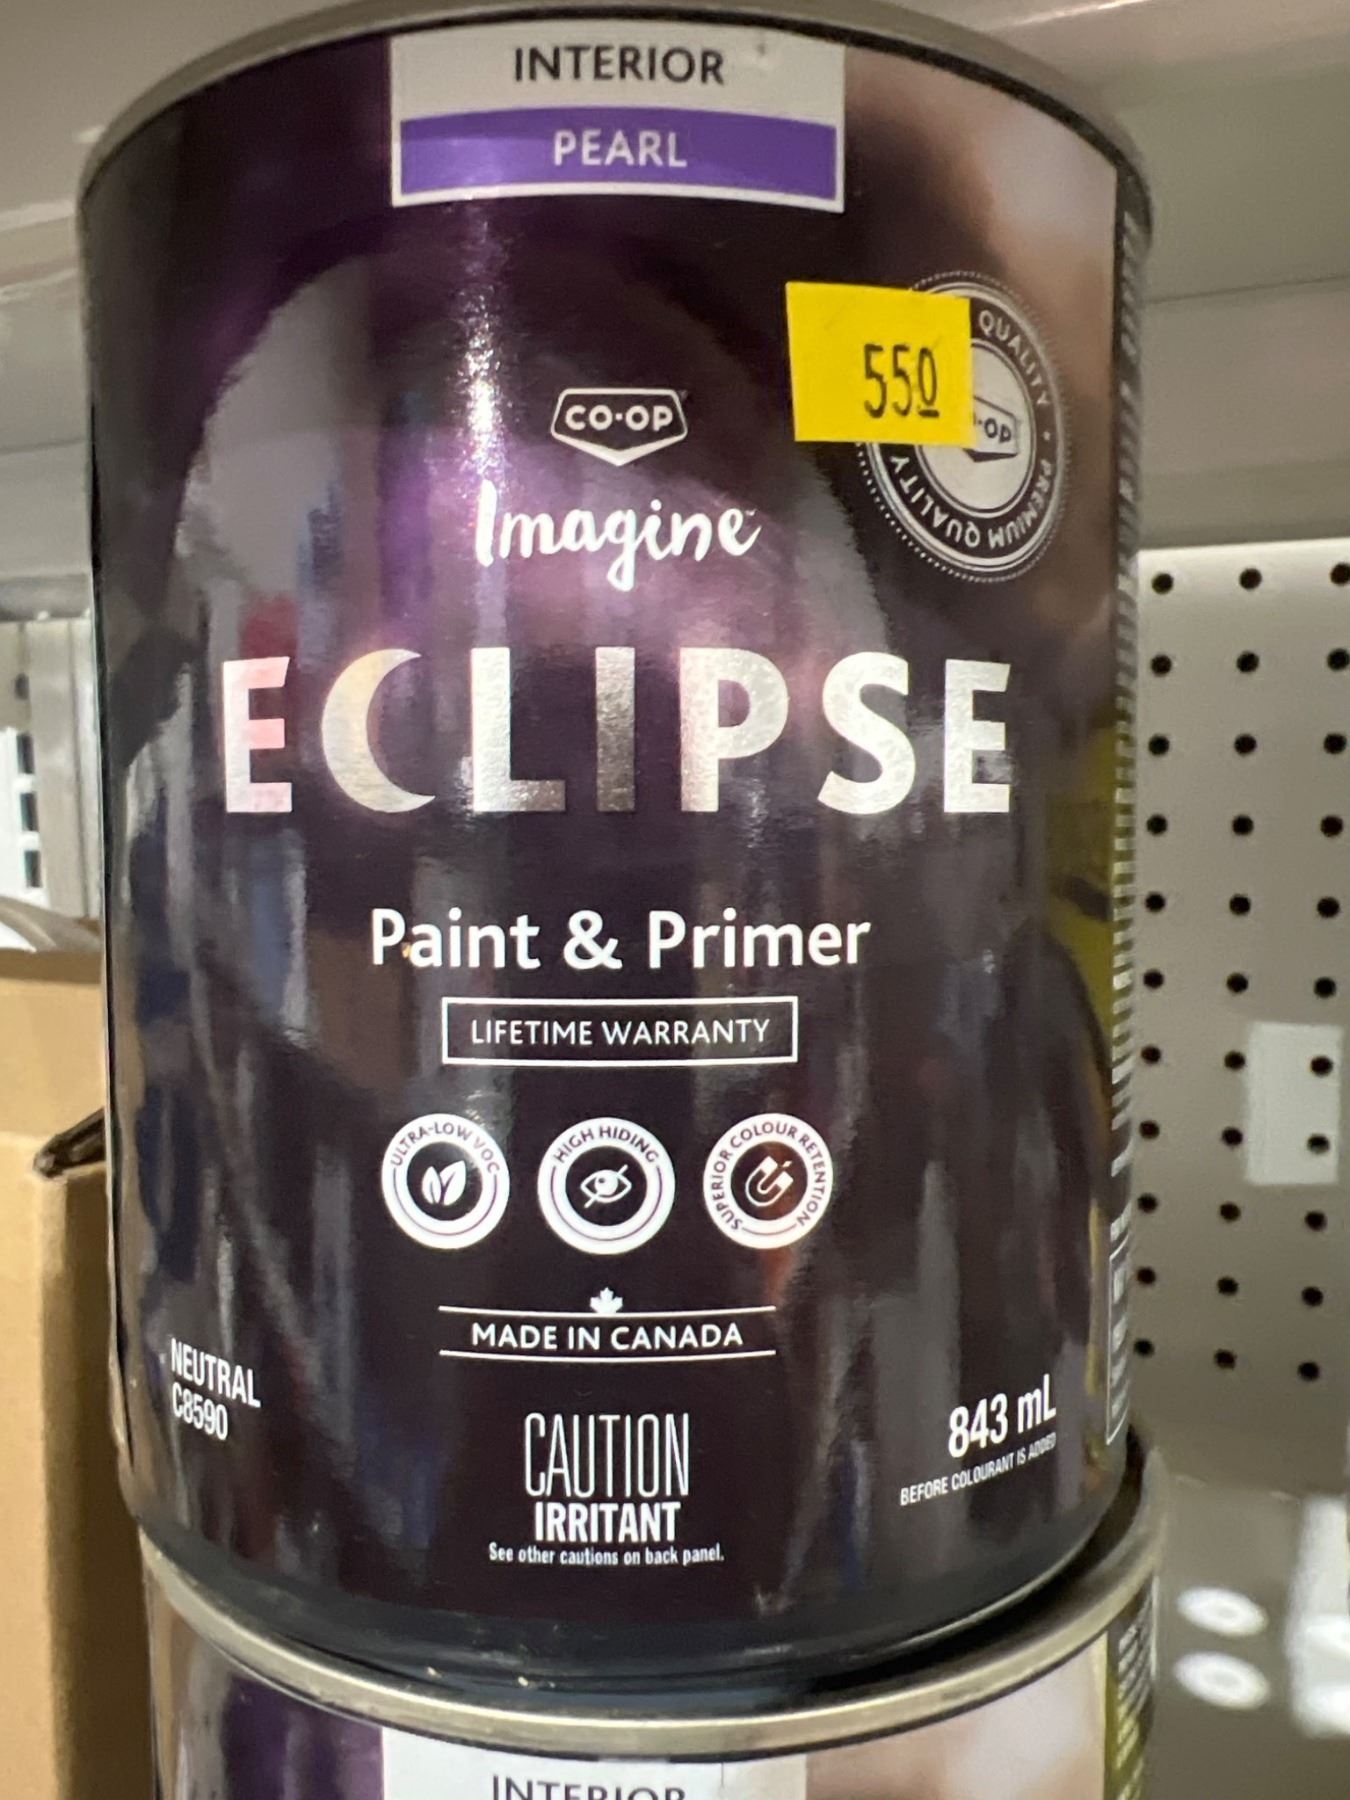 INTERIOR
PEARL
550
QUALITY • PREMIUM QUALITY
CO-OP
CO-OP
Imagine
ECLIPSE
Paint & Primer
LIFETIME WARRANTY
ULTRA-LOW VOC
HIGH HIDING
SUPERIOR COLOUR RETENTION
MADE IN CANADA
NEUTRAL
C8590
843 mL
BEFORE COLOURANT IS ADDED
CAUTION
IRRITANT
See other cautions on back panel.
INTERIOR